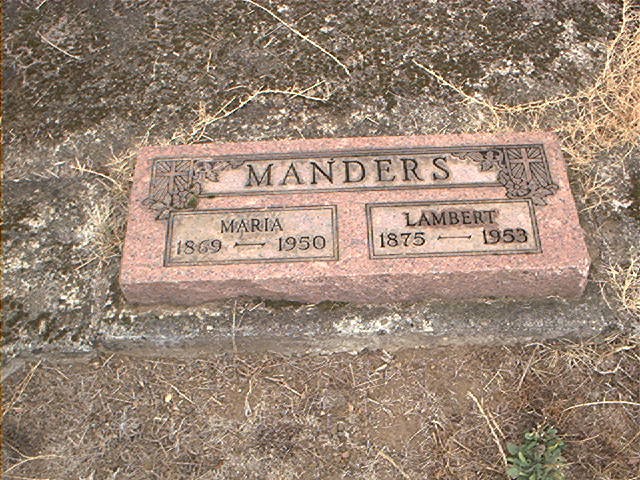 MANDERS
MARIA
1869 — 1950
LAMBERT
1875 — 1953